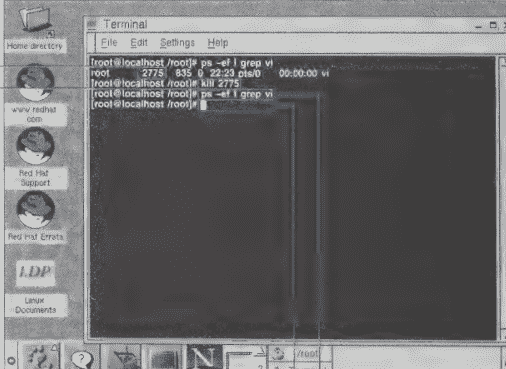 Home directory
www.redhat.com
Red Hat
Support
Red Hat Errata
LDP
Linux
Documents
Terminal
File Edit Settings Help
[root@localhost /root]# ps -ef | grep vi
root 2775 835 0 22:23 pts/0 00:00:00 vi
[root@localhost /root]# kill 2775
[root@localhost /root]# ps -ef | grep vi
[root@localhost /root]#
?
N
/root